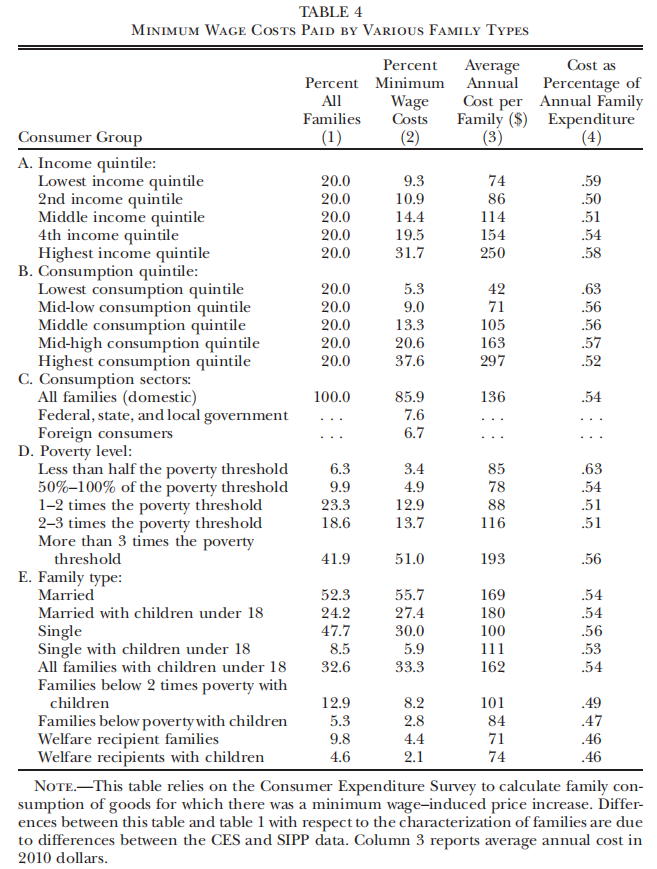 TABLE 4
Minimum Wage Costs Paid by Various Family Types
Percent Average Cost as
Percent Minimum Annual Percentage of
All Wage Cost per Annual Family
Families Costs Family ($) Expenditure
Consumer Group (1) (2) (3) (4)
A. Income quintile:
Lowest income quintile 20.0 9.3 74 .59
2nd income quintile 20.0 10.9 86 .50
Middle income quintile 20.0 14.4 114 .51
4th income quintile 20.0 19.5 154 .54
Highest income quintile 20.0 31.7 250 .58
B. Consumption quintile:
Lowest consumption quintile 20.0 5.3 42 .63
Mid-low consumption quintile 20.0 9.0 71 .56
Middle consumption quintile 20.0 13.3 105 .56
Mid-high consumption quintile 20.0 20.6 163 .57
Highest consumption quintile 20.0 37.6 297 .52
C. Consumption sectors:
All families (domestic) 100.0 85.9 136 .54
Federal, state, and local government . . . 7.6 . . . . . .
Foreign consumers . . . 6.7 . . . . . .
D. Poverty level:
Less than half the poverty threshold 6.3 3.4 85 .63
50%–100% of the poverty threshold 9.9 4.9 78 .54
1–2 times the poverty threshold 23.3 12.9 88 .51
2–3 times the poverty threshold 18.6 13.7 116 .51
More than 3 times the poverty
threshold 41.9 51.0 193 .56
E. Family type:
Married 52.3 55.7 169 .54
Married with children under 18 24.2 27.4 180 .54
Single 47.7 30.0 100 .56
Single with children under 18 8.5 5.9 111 .53
All families with children under 18 32.6 33.3 162 .54
Families below 2 times poverty with
children 12.9 8.2 101 .49
Families below poverty with children 5.3 2.8 84 .47
Welfare recipient families 9.8 4.4 71 .46
Welfare recipients with children 4.6 2.1 74 .46
Note.—This table relies on the Consumer Expenditure Survey to calculate family con-
sumption of goods for which there was a minimum wage–induced price increase. Differ-
ences between this table and table 1 with respect to the characterization of families are due
to differences between the CES and SIPP data. Column 3 reports average annual cost in
2010 dollars.